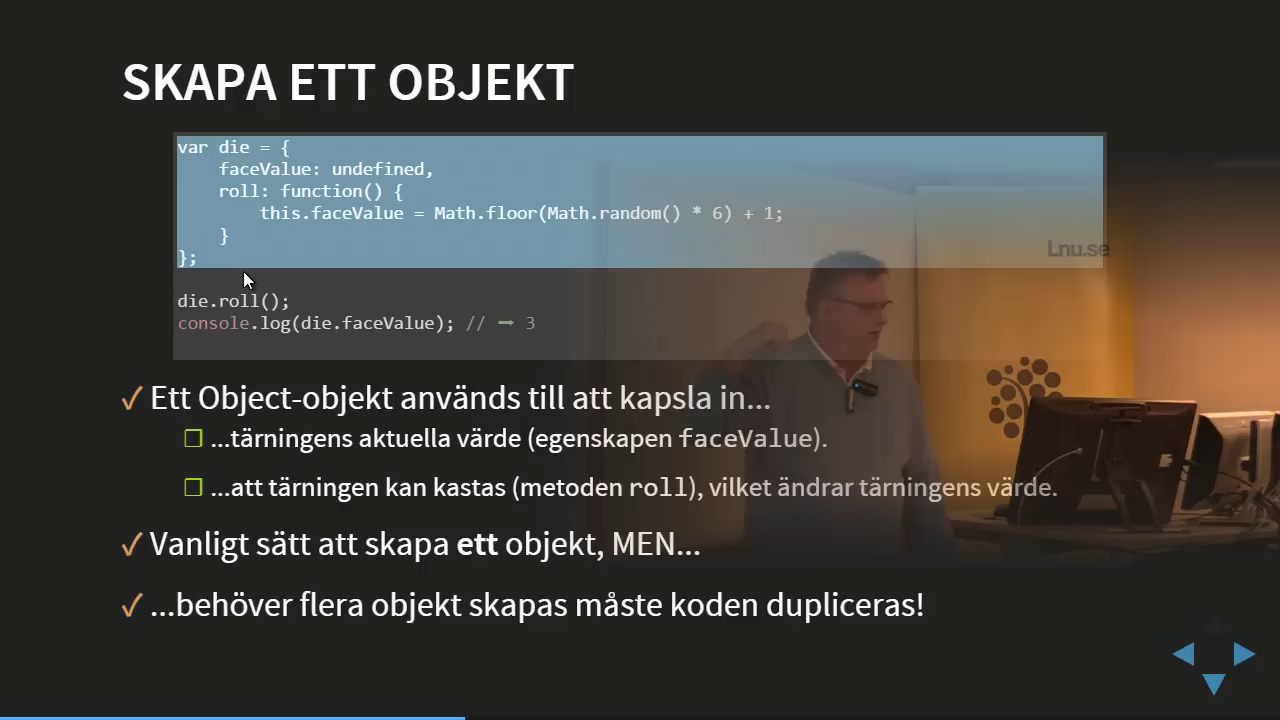 SKAPA ETT OBJEKT
var die = {
    faceValue: undefined,
    roll: function() {
        this.faceValue = Math.floor(Math.random() * 6) + 1;
    }
};
die.roll();
console.log(die.faceValue); // ➞ 3
Lnu.se
✓ Ett Object-objekt används till att kapsla in...
❐ ...tärningens aktuella värde (egenskapen faceValue).
❐ ...att tärningen kan kastas (metoden roll), vilket ändrar tärningens värde.
✓ Vanligt sätt att skapa ett objekt, MEN...
✓ ...behöver flera objekt skapas måste koden dupliceras!